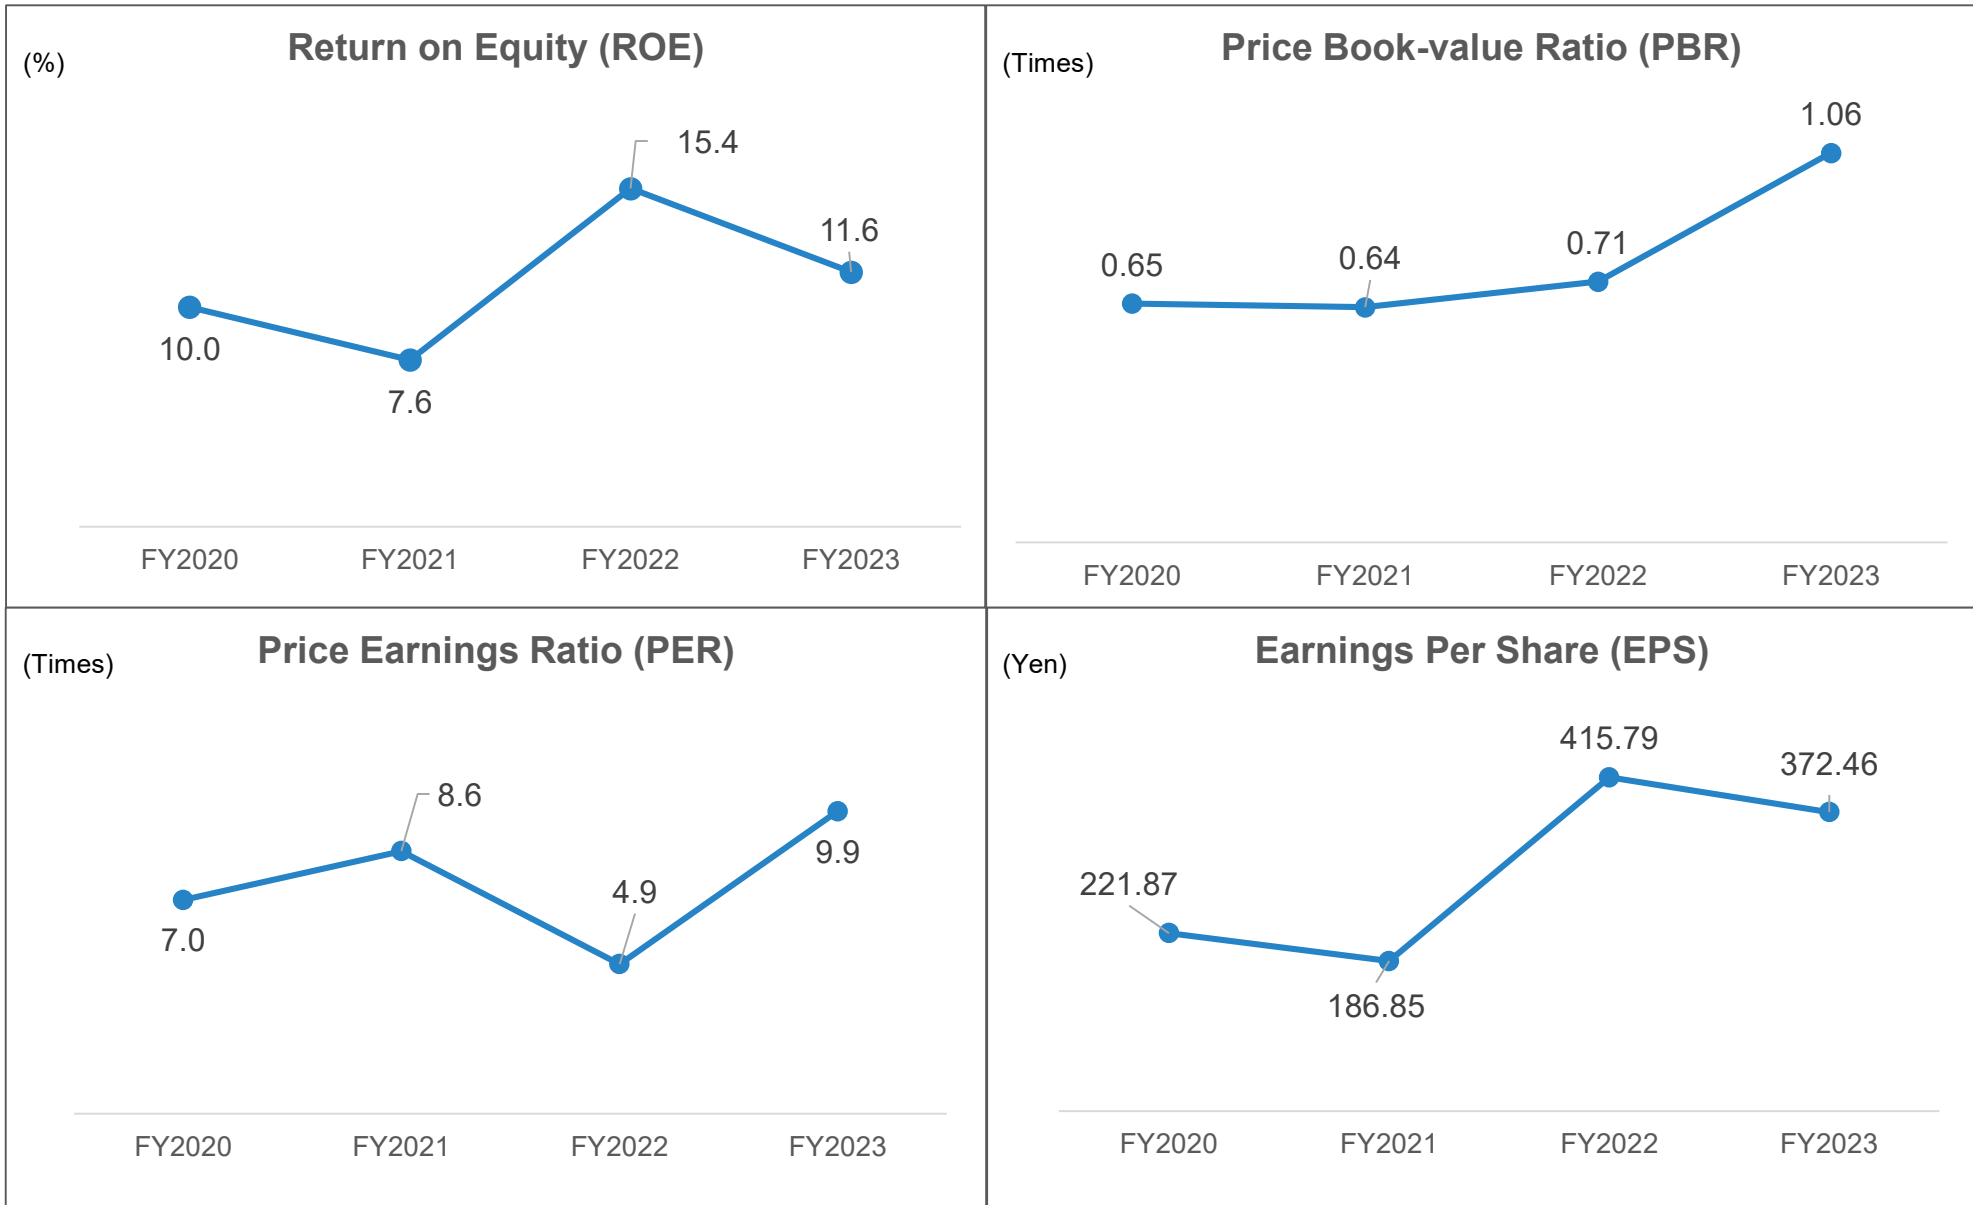 Return on Equity (ROE)
(%)
15.4
11.6
10.0
7.6
FY2020 FY2021 FY2022 FY2023
Price Book-value Ratio (PBR)
(Times)
1.06
0.71
0.65 0.64
FY2020 FY2021 FY2022 FY2023
Price Earnings Ratio (PER)
(Times)
8.6
9.9
4.9
7.0
FY2020 FY2021 FY2022 FY2023
Earnings Per Share (EPS)
(Yen)
415.79
372.46
221.87
186.85
FY2020 FY2021 FY2022 FY2023